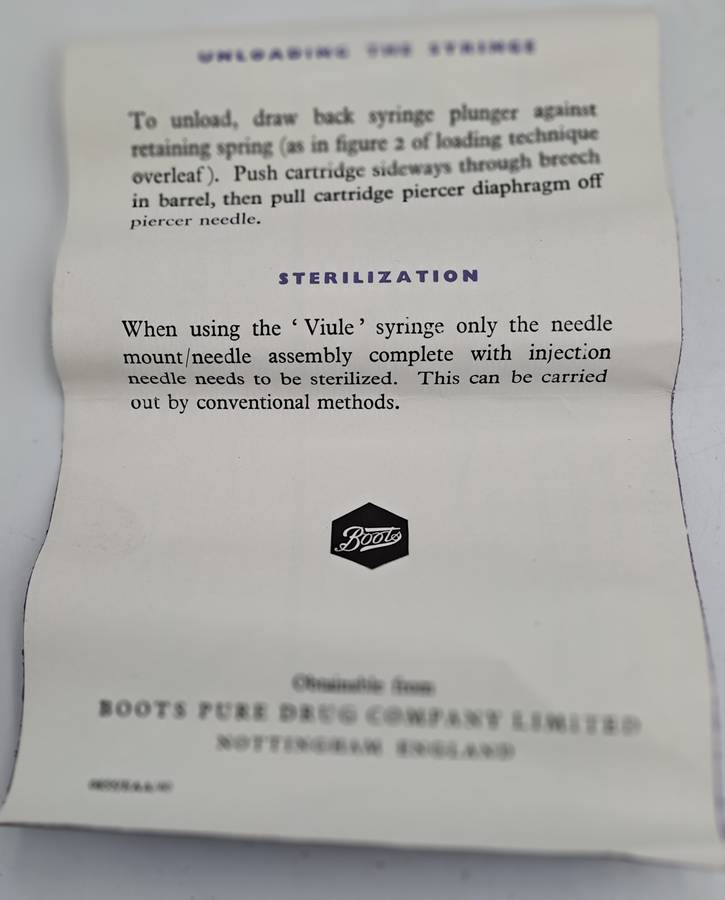 UNLOADING THE SYRINGE
To unload, draw back syringe plunger against
retaining spring (as in figure 2 of loading technique
overleaf). Push cartridge sideways through breech
in barrel, then pull cartridge piercer diaphragm off
piercer needle.
STERILIZATION
When using the ‘ Viule ’ syringe only the needle
mount/needle assembly complete with injection
needle needs to be sterilized. This can be carried
out by conventional methods.
Boots
Obtainable from
BOOTS PURE DRUG COMPANY LIMITED
NOTTINGHAM ENGLAND